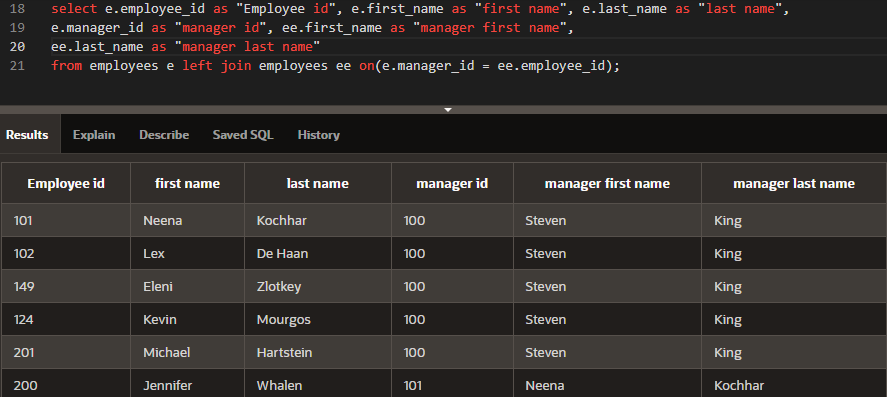 18 select e.employee_id as "Employee id", e.first_name as "first name", e.last_name as "last name",
19 e.manager_id as "manager id", ee.first_name as "manager first name",
20 ee.last_name as "manager last name"
21 from employees e left join employees ee on(e.manager_id = ee.employee_id);
Results Explain Describe Saved SQL History
Employee id first name last name manager id manager first name manager last name
101 Neena Kochhar 100 Steven King
102 Lex De Haan 100 Steven King
149 Eleni Zlotkey 100 Steven King
124 Kevin Mourgos 100 Steven King
201 Michael Hartstein 100 Steven King
200 Jennifer Whalen 101 Neena Kochhar